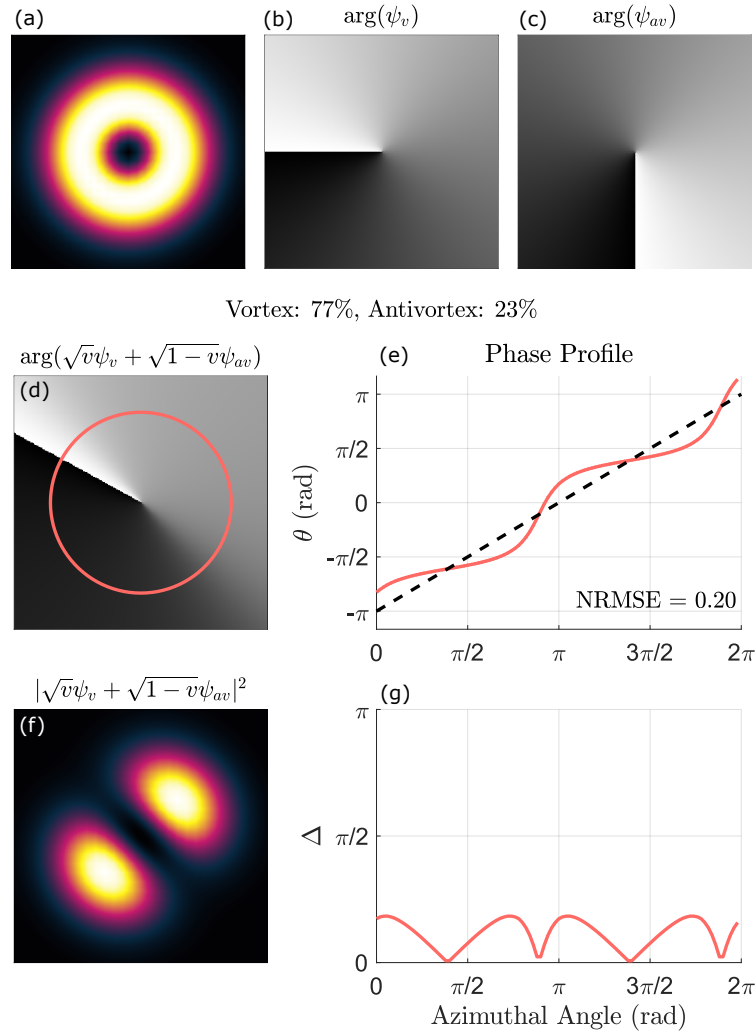 (a)
(b) arg(ψ_v)
(c) arg(ψ_av)
Vortex: 77%, Antivortex: 23%
arg(√v ψ_v + √1−v ψ_av)
(d)
(e) Phase Profile
π
π/2
0
-π/2
-π
θ (rad)
NRMSE = 0.20
0 π/2 π 3π/2 2π
|√v ψ_v + √1−v ψ_av|²
(f)
(g)
π
π/2
0
Δ
0 π/2 π 3π/2 2π
Azimuthal Angle (rad)